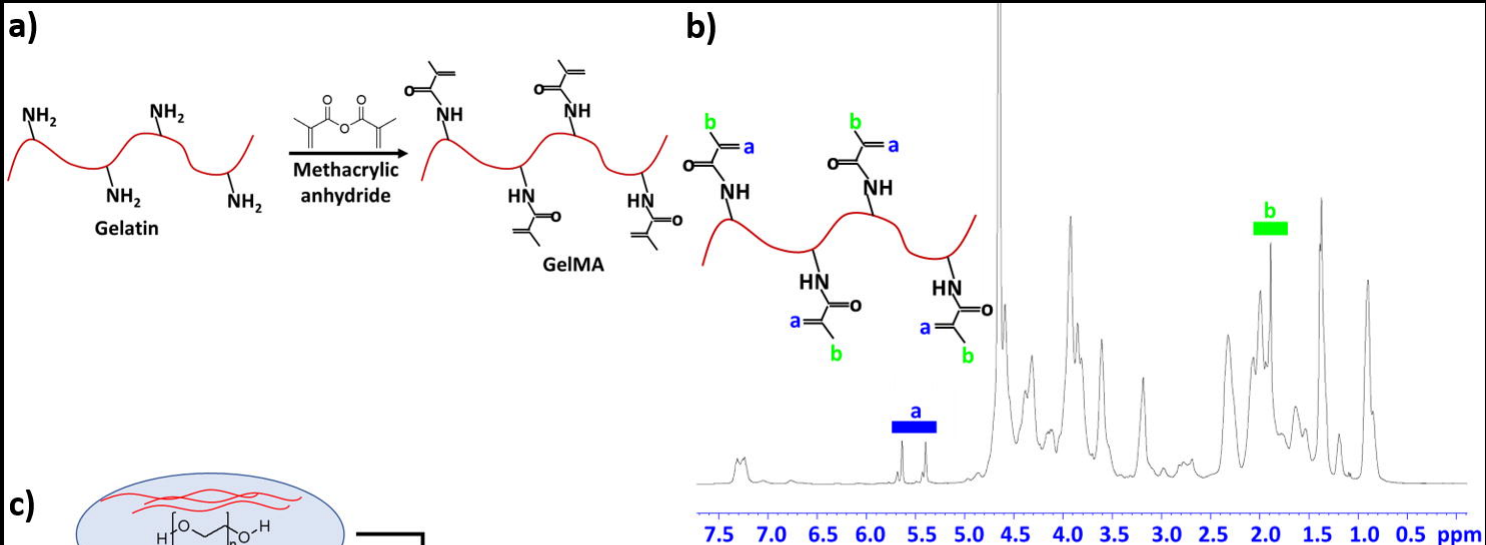 a)
NH2
NH2
NH2
NH2
Gelatin
O
O
O
Methacrylic
anhydride
O
NH
O
NH
HN
O
HN
O
GelMA
b)
b
a
O
NH
b
a
O
NH
HN
O
a
b
HN
O
a
b
a
b
7.5 7.0 6.5 6.0 5.5 5.0 4.5 4.0 3.5 3.0 2.5 2.0 1.5 1.0 0.5 ppm
c)
H
O
O
H
n